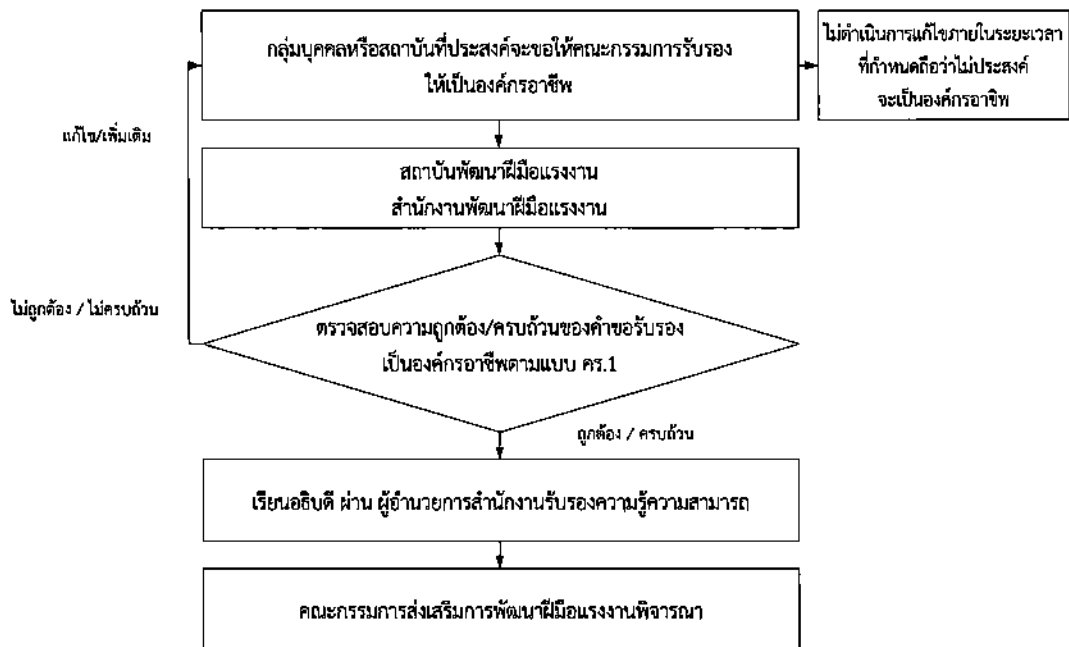 กลุ่มบุคคลหรือสถาบันที่ประสงค์จะขอให้คณะกรรมการรับรอง
ให้เป็นองค์กรอาชีพ
ไม่ดำเนินการแก้ไขภายในระยะเวลา
ที่กำหนดถือว่าไม่ประสงค์
จะเป็นองค์กรอาชีพ
แก้ไข/เพิ่มเติม
สถาบันพัฒนาฝีมือแรงงาน
สำนักงานพัฒนาฝีมือแรงงาน
ไม่ถูกต้อง / ไม่ครบถ้วน
ตรวจสอบความถูกต้อง/ครบถ้วนของคำขอรับรอง
เป็นองค์กรอาชีพตามแบบ คร.1
ถูกต้อง / ครบถ้วน
เรียนอธิบดี ผ่าน ผู้อำนวยการสำนักงานรับรองความรู้ความสามารถ
คณะกรรมการส่งเสริมการพัฒนาฝีมือแรงงานพิจารณา